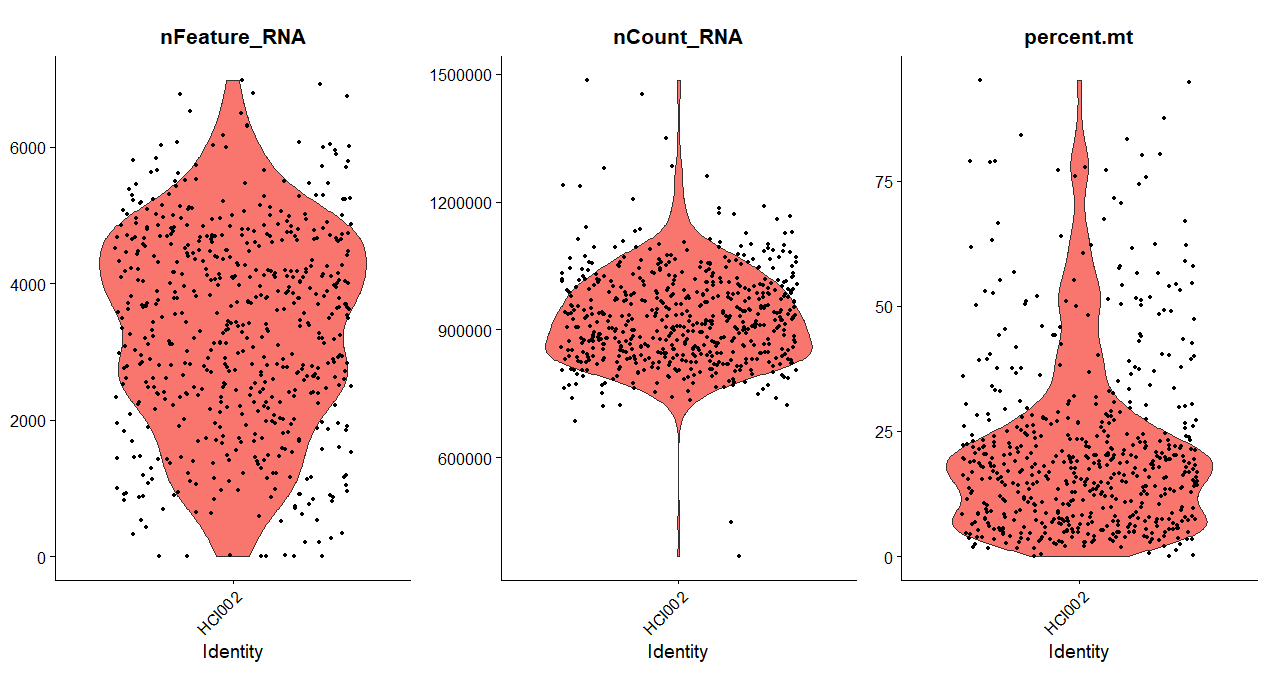 nFeature_RNA
6000
4000
2000
0
HCI002
Identity
nCount_RNA
1500000
1200000
900000
600000
HCI002
Identity
percent.mt
75
50
25
0
HCI002
Identity